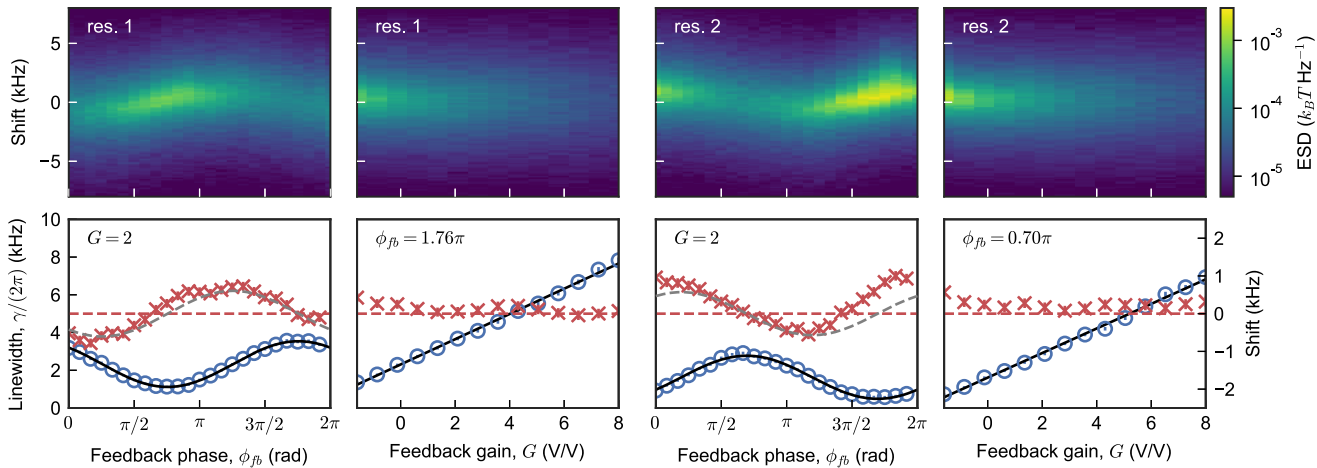 res. 1
res. 1
res. 2
res. 2
5
0
−5
Shift (kHz)
10⁻³
10⁻⁴
10⁻⁵
ESD (k_B T Hz⁻¹)
G = 2
ϕ_fb = 1.76π
G = 2
ϕ_fb = 0.70π
10
8
6
4
2
0
Linewidth, γ/(2π) (kHz)
2
1
0
−1
−2
Shift (kHz)
0 π/2 π 3π/2 2π
0 2 4 6 8
0 π/2 π 3π/2 2π
0 2 4 6 8
Feedback phase, ϕ_fb (rad)
Feedback gain, G (V/V)
Feedback phase, ϕ_fb (rad)
Feedback gain, G (V/V)